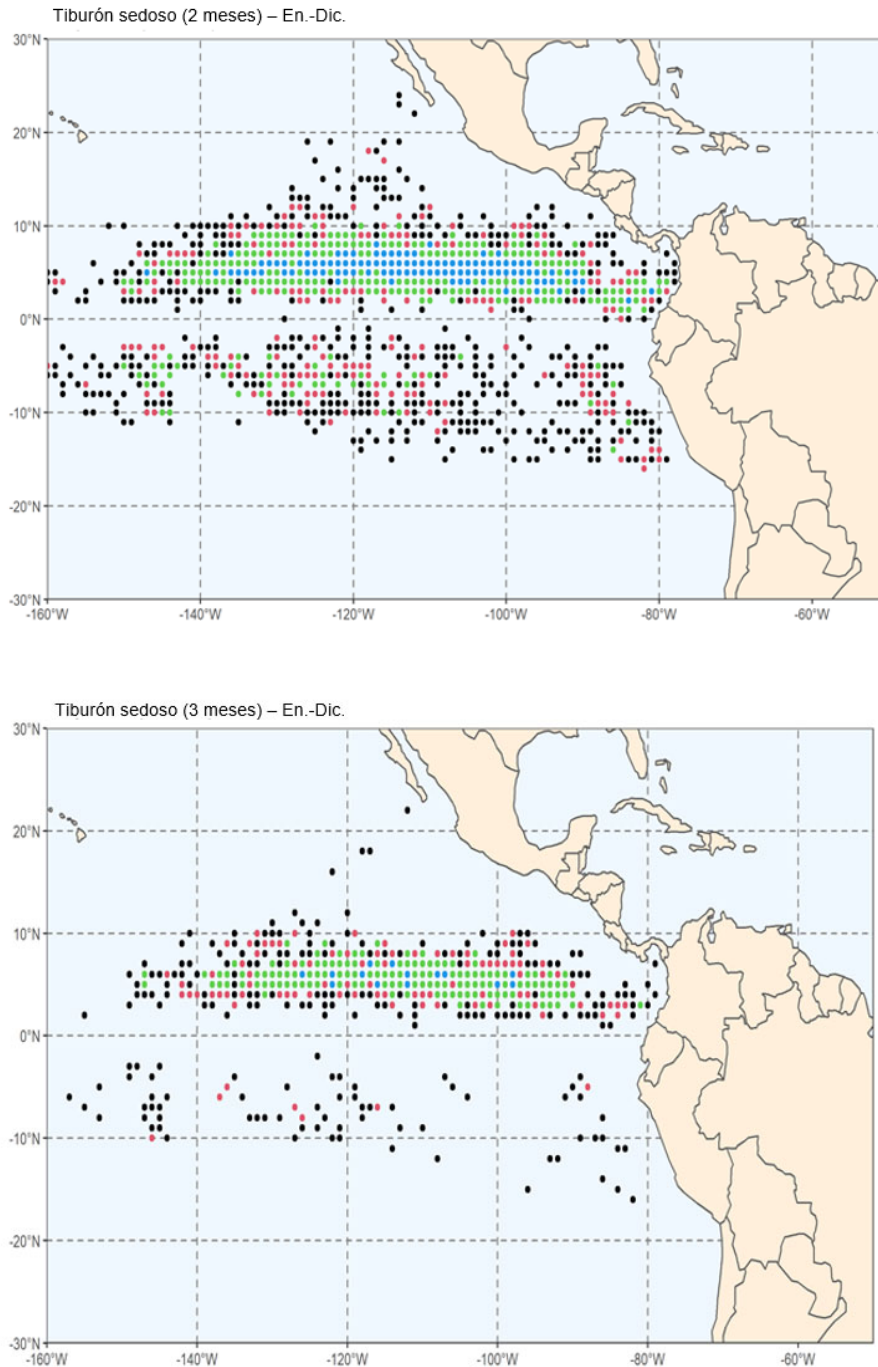 Tiburón sedoso (2 meses) – En.-Dic.
30°N
20°N
10°N
0°N
-10°N
-20°N
-30°N
-160°W -140°W -120°W -100°W -80°W -60°W
Tiburón sedoso (3 meses) – En.-Dic.
30°N
20°N
10°N
0°N
-10°N
-20°N
-30°N
-160°W -140°W -120°W -100°W -80°W -60°W